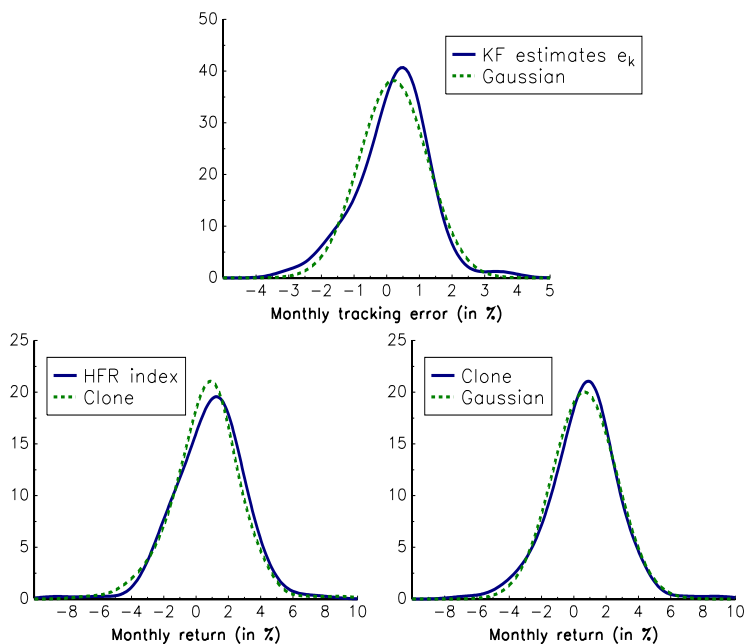 50
40
30
20
10
0
KF estimates e_k
Gaussian
-4 -3 -2 -1 0 1 2 3 4 5
Monthly tracking error (in %)
25
20
15
10
5
0
HFR index
Clone
-8 -6 -4 -2 0 2 4 6 8 10
Monthly return (in %)
25
20
15
10
5
0
Clone
Gaussian
-8 -6 -4 -2 0 2 4 6 8 10
Monthly return (in %)